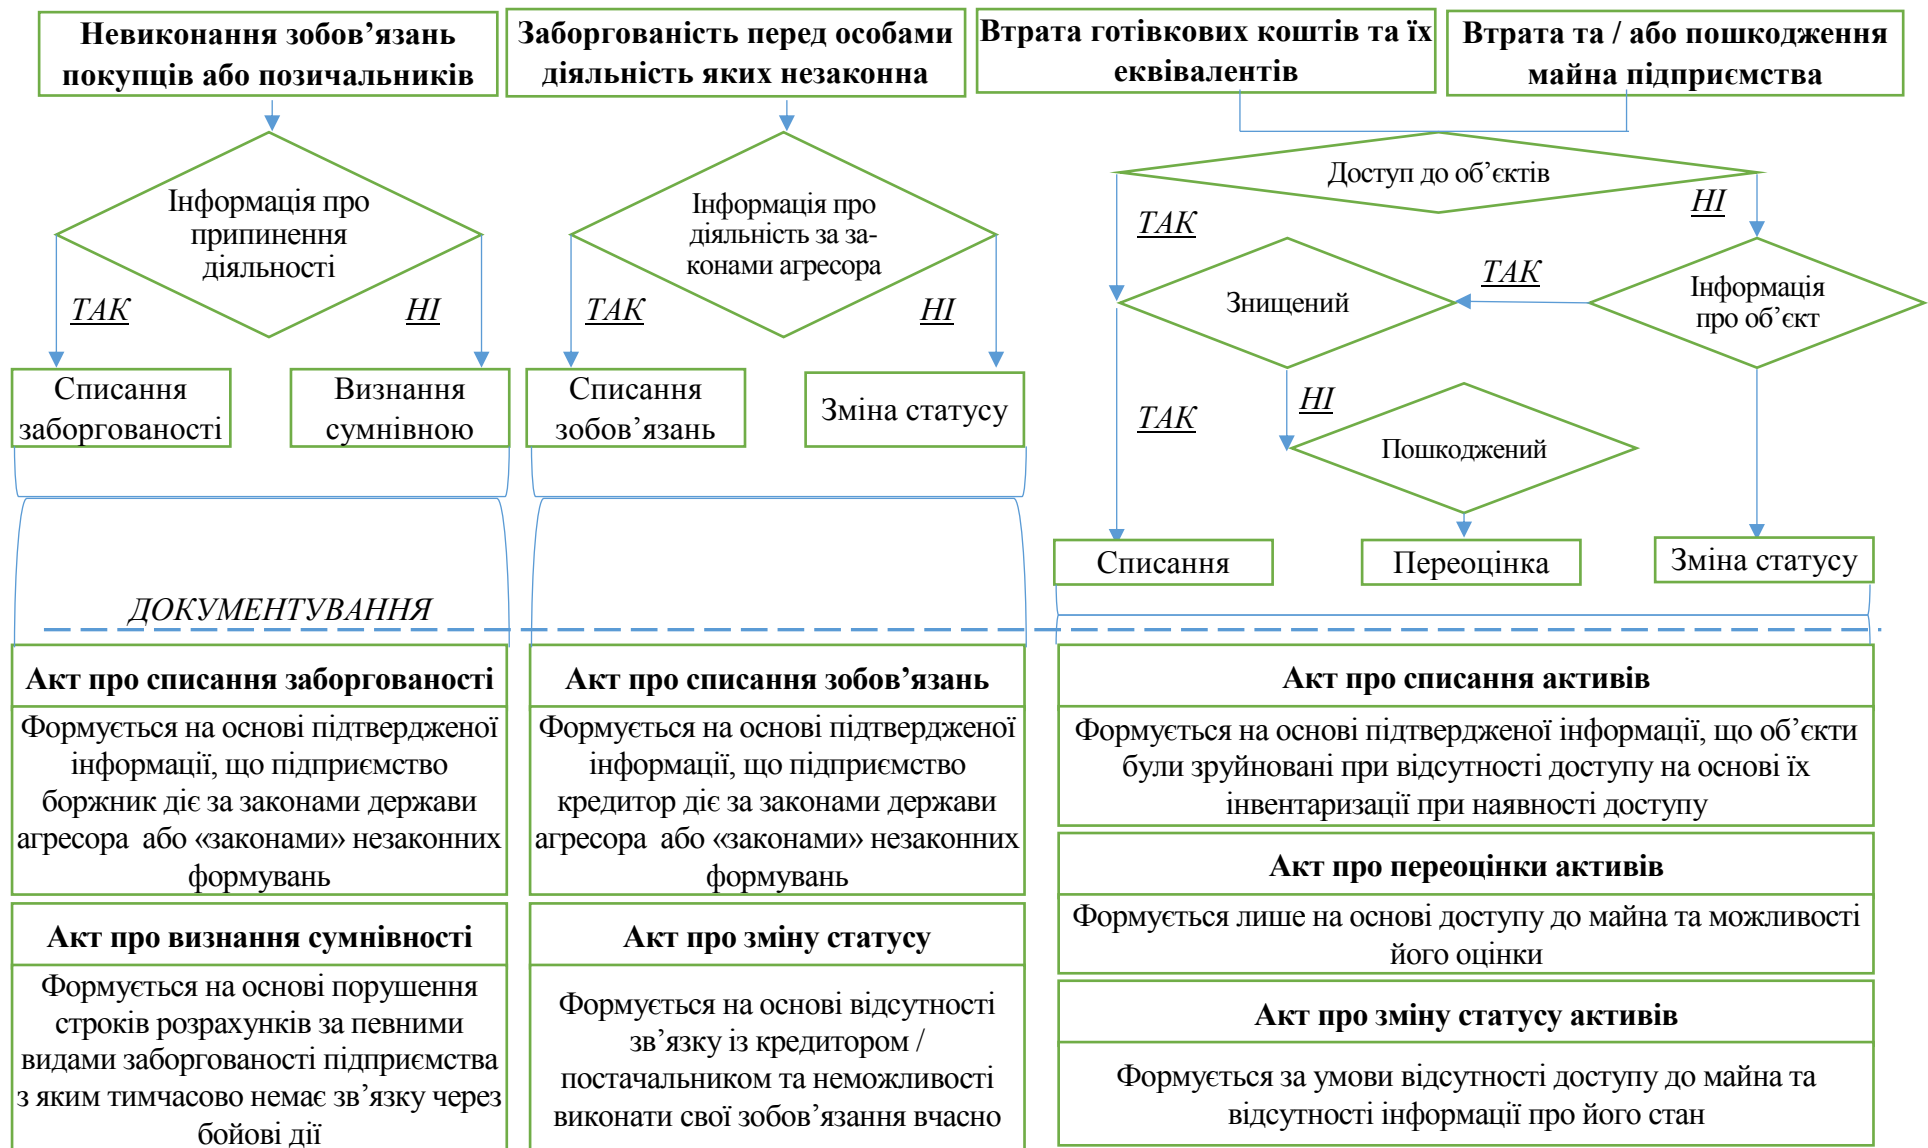 Невиконання зобов’язань
покупців або позичальників
Заборгованість перед особами
діяльність яких незаконна
Втрата готівкових коштів та їх
еквівалентів
Втрата та / або пошкодження
майна підприємства
Інформація про
припинення
діяльності
ТАК
НІ
Інформація про
діяльність за за-
конами агресора
ТАК
НІ
Доступ до об’єктів
ТАК
НІ
Знищений
ТАК
Інформація
про об’єкт
Списання
заборгованості
Визнання
сумнівною
Списання
зобов’язань
Зміна статусу
ТАК
НІ
Пошкоджений
Списання
Переоцінка
Зміна статусу
ДОКУМЕНТУВАННЯ
Акт про списання заборгованості
Формується на основі підтвердженої
інформації, що підприємство
боржник діє за законами держави
агресора або «законами» незаконних
формувань
Акт про визнання сумнівності
Формується на основі порушення
строків розрахунків за певними
видами заборгованості підприємства
з яким тимчасово немає зв’язку через
бойові дії
Акт про списання зобов’язань
Формується на основі підтвердженої
інформації, що підприємство
кредитор діє за законами держави
агресора або «законами» незаконних
формувань
Акт про зміну статусу
Формується на основі відсутності
зв’язку із кредитором /
постачальником та неможливості
виконати свої зобов’язання вчасно
Акт про списання активів
Формується на основі підтвердженої інформації, що об’єкти
були зруйновані при відсутності доступу на основі їх
інвентаризації при наявності доступу
Акт про переоцінки активів
Формується лише на основі доступу до майна та можливості
його оцінки
Акт про зміну статусу активів
Формується за умови відсутності доступу до майна та
відсутності інформації про його стан